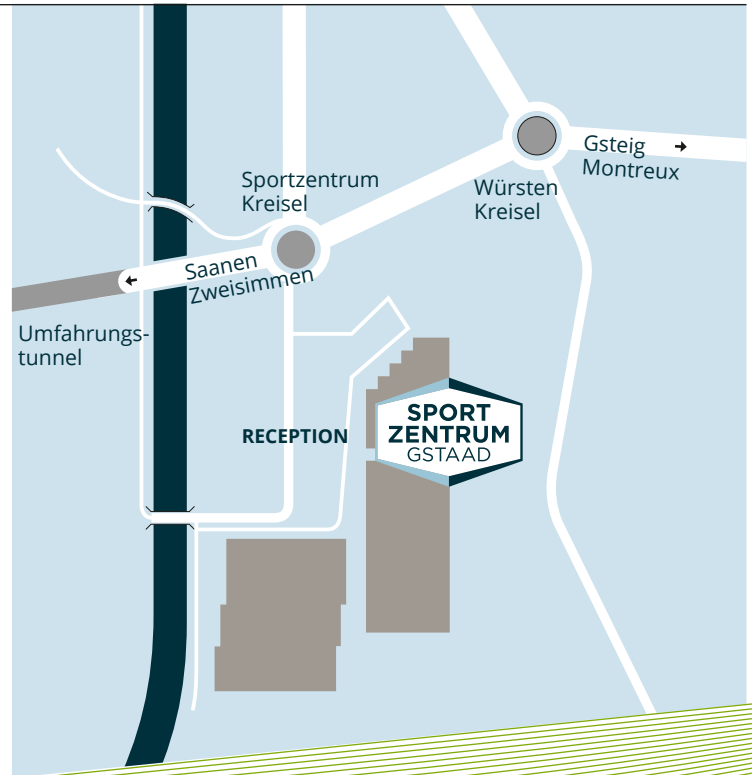 Gsteig
Montreux
Sportzentrum
Kreisel
Würsten
Kreisel
Saanen
Zweisimmen
Umfahrungs-
tunnel
RECEPTION
SPORT
ZENTRUM
GSTAAD